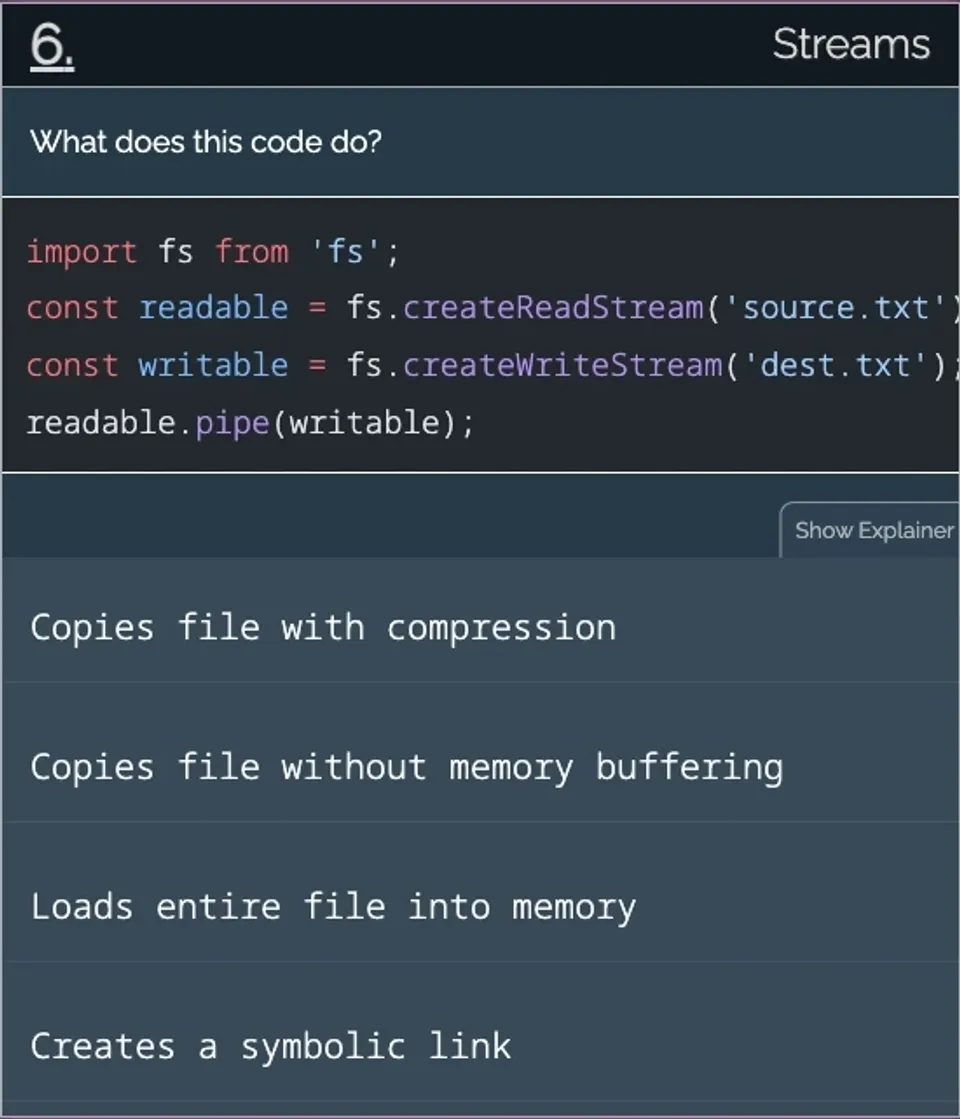 6.
Streams
What does this code do?
import fs from 'fs';
const readable = fs.createReadStream('source.txt')
const writable = fs.createWriteStream('dest.txt');
readable.pipe(writable);
Show Explainer
Copies file with compression
Copies file without memory buffering
Loads entire file into memory
Creates a symbolic link